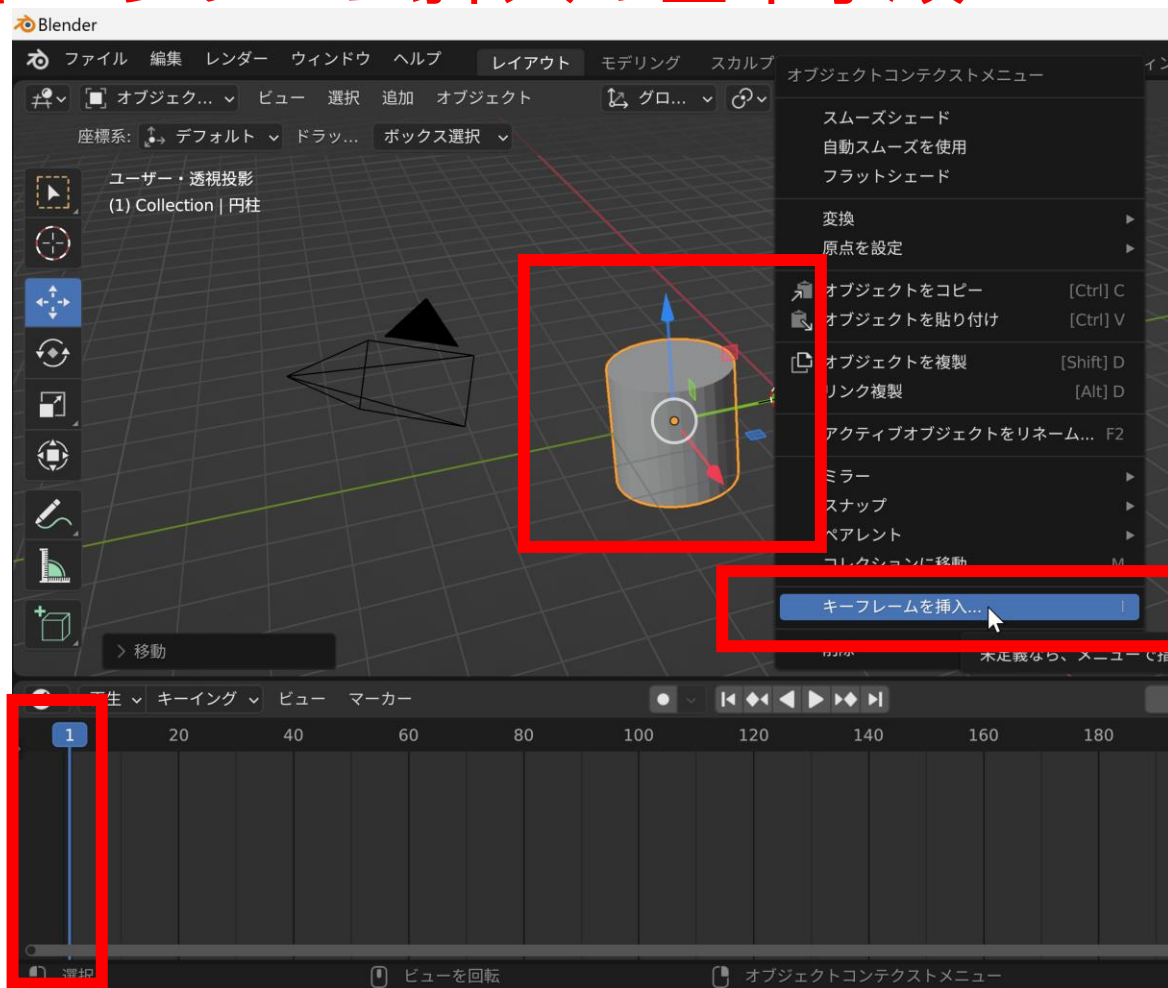 Blender
ファイル 編集 レンダー ウィンドウ ヘルプ レイアウト モデリング スカルプ
オブジェク... ビュー 選択 追加 オブジェクト グロ...
座標系: デフォルト ドラッ... ボックス選択
ユーザー・透視投影
(1) Collection | 円柱
オブジェクトコンテクストメニュー
スムーズシェード
自動スムーズを使用
フラットシェード
変換
原点を設定
オブジェクトをコピー [Ctrl] C
オブジェクトを貼り付け [Ctrl] V
オブジェクトを複製 [Shift] D
リンク複製 [Alt] D
アクティブオブジェクトをリネーム... F2
ミラー
スナップ
ペアレント
コレクションに移動 M
キーフレームを挿入... I
削除
未定義なら、メニューで指
移動
再生 キーイング ビュー マーカー
1 20 40 60 80 100 120 140 160 180
選択 ビューを回転 オブジェクトコンテクストメニュー